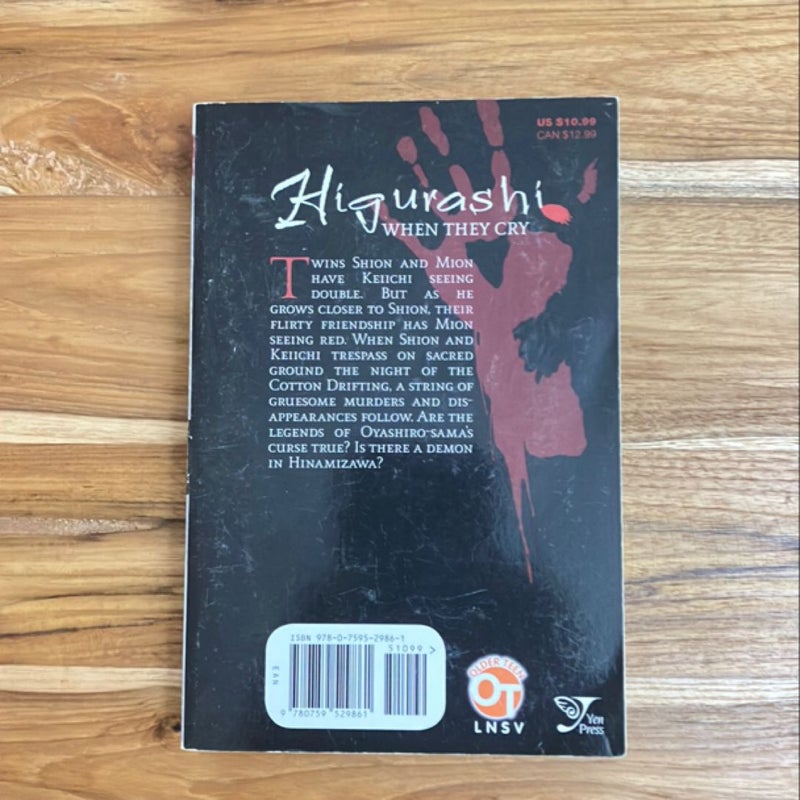 US $10.99
CAN $12.99
Higurashi
WHEN THEY CRY
TWINS SHION AND MION
HAVE KEIICHI SEEING
DOUBLE. BUT AS HE
GROWS CLOSER TO SHION, THEIR
FLIRTY FRIENDSHIP HAS MION
SEEING RED. WHEN SHION AND
KEIICHI TRESPASS ON SACRED
GROUND THE NIGHT OF THE
COTTON DRIFTING, A STRING OF
GRUESOME MURDERS AND DIS-
APPEARANCES FOLLOW. ARE THE
LEGENDS OF OYASHIRO-SAMA'S
CURSE TRUE? IS THERE A DEMON
IN HINAMIZAWA?
ISBN 978-0-7595-2986-1
51099 >
EAN
9 780759 529861
OLDER TEEN
OT
LNSV
Yen
Press